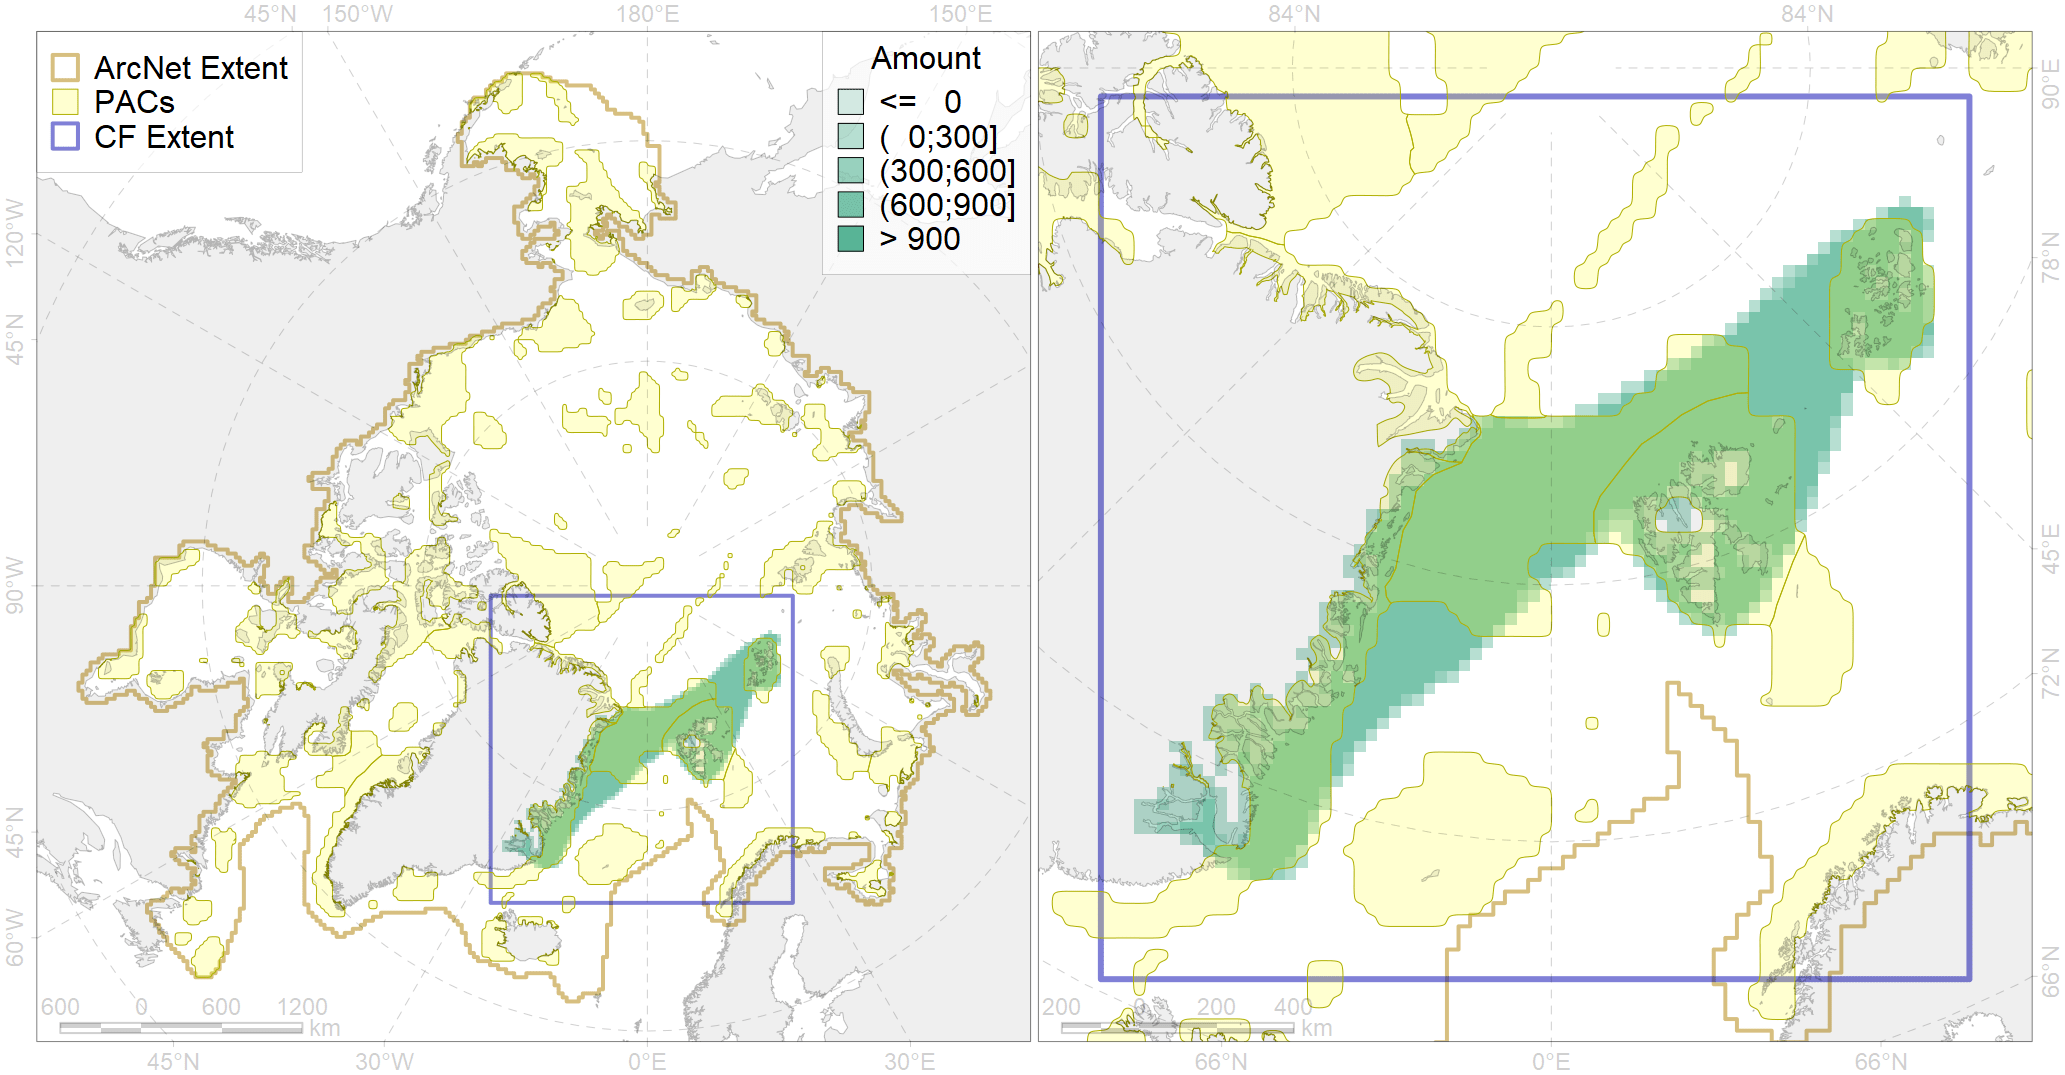 45°N 150°W 180°E 150°E 84°N 84°N
ArcNet Extent
PACs
CF Extent
Amount
<= 0
( 0;300]
(300;600]
(600;900]
> 900
120°W
45°N
90°W
45°N
60°W
90°E
78°N
45°E
72°N
66°N
600 0 600 1200
km
200 0 200 400
km
45°N 30°W 0°E 30°E 66°N 0°E 66°N